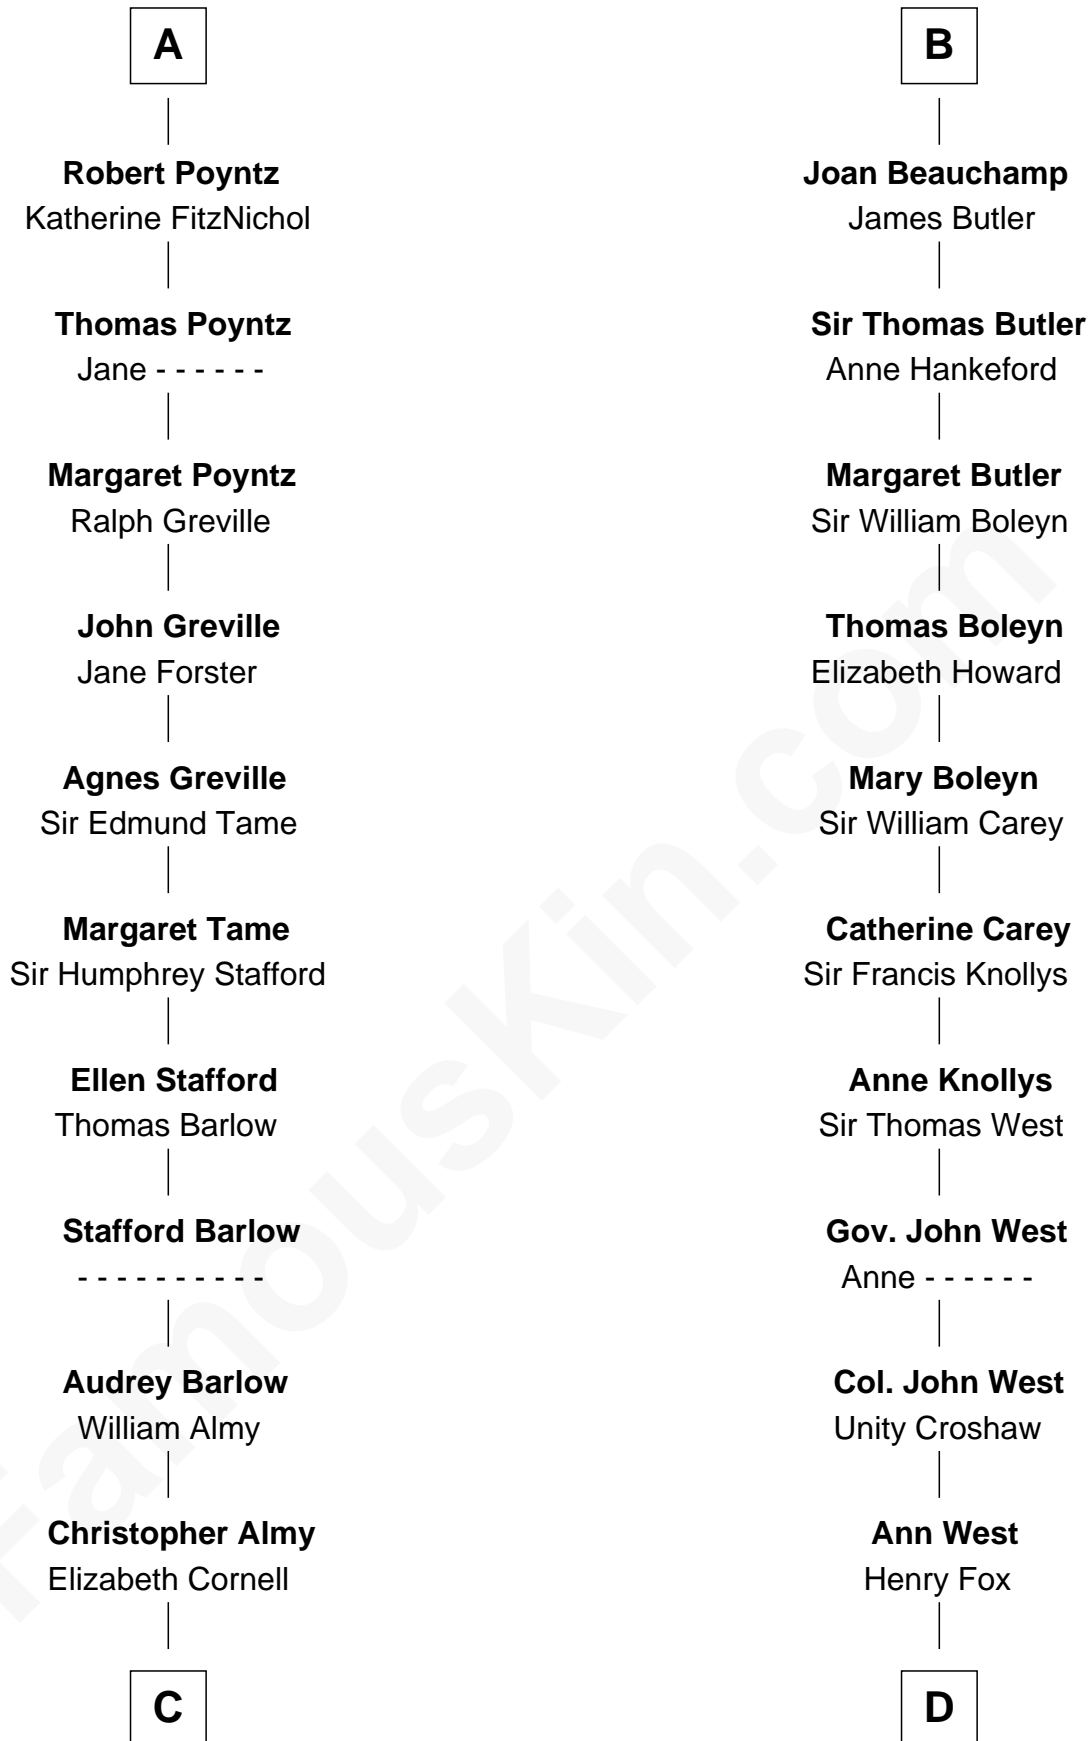 A
Robert Poyntz
Katherine FitzNichol
Thomas Poyntz
Jane - - - - - -
Margaret Poyntz
Ralph Greville
John Greville
Jane Forster
Agnes Greville
Sir Edmund Tame
Margaret Tame
Sir Humphrey Stafford
Ellen Stafford
Thomas Barlow
Stafford Barlow
- - - - - - - - - -
Audrey Barlow
William Almy
Christopher Almy
Elizabeth Cornell
C
B
Joan Beauchamp
James Butler
Sir Thomas Butler
Anne Hankeford
Margaret Butler
Sir William Boleyn
Thomas Boleyn
Elizabeth Howard
Mary Boleyn
Sir William Carey
Catherine Carey
Sir Francis Knollys
Anne Knollys
Sir Thomas West
Gov. John West
Anne - - - - - -
Col. John West
Unity Croshaw
Ann West
Henry Fox
D
FamousKin.com